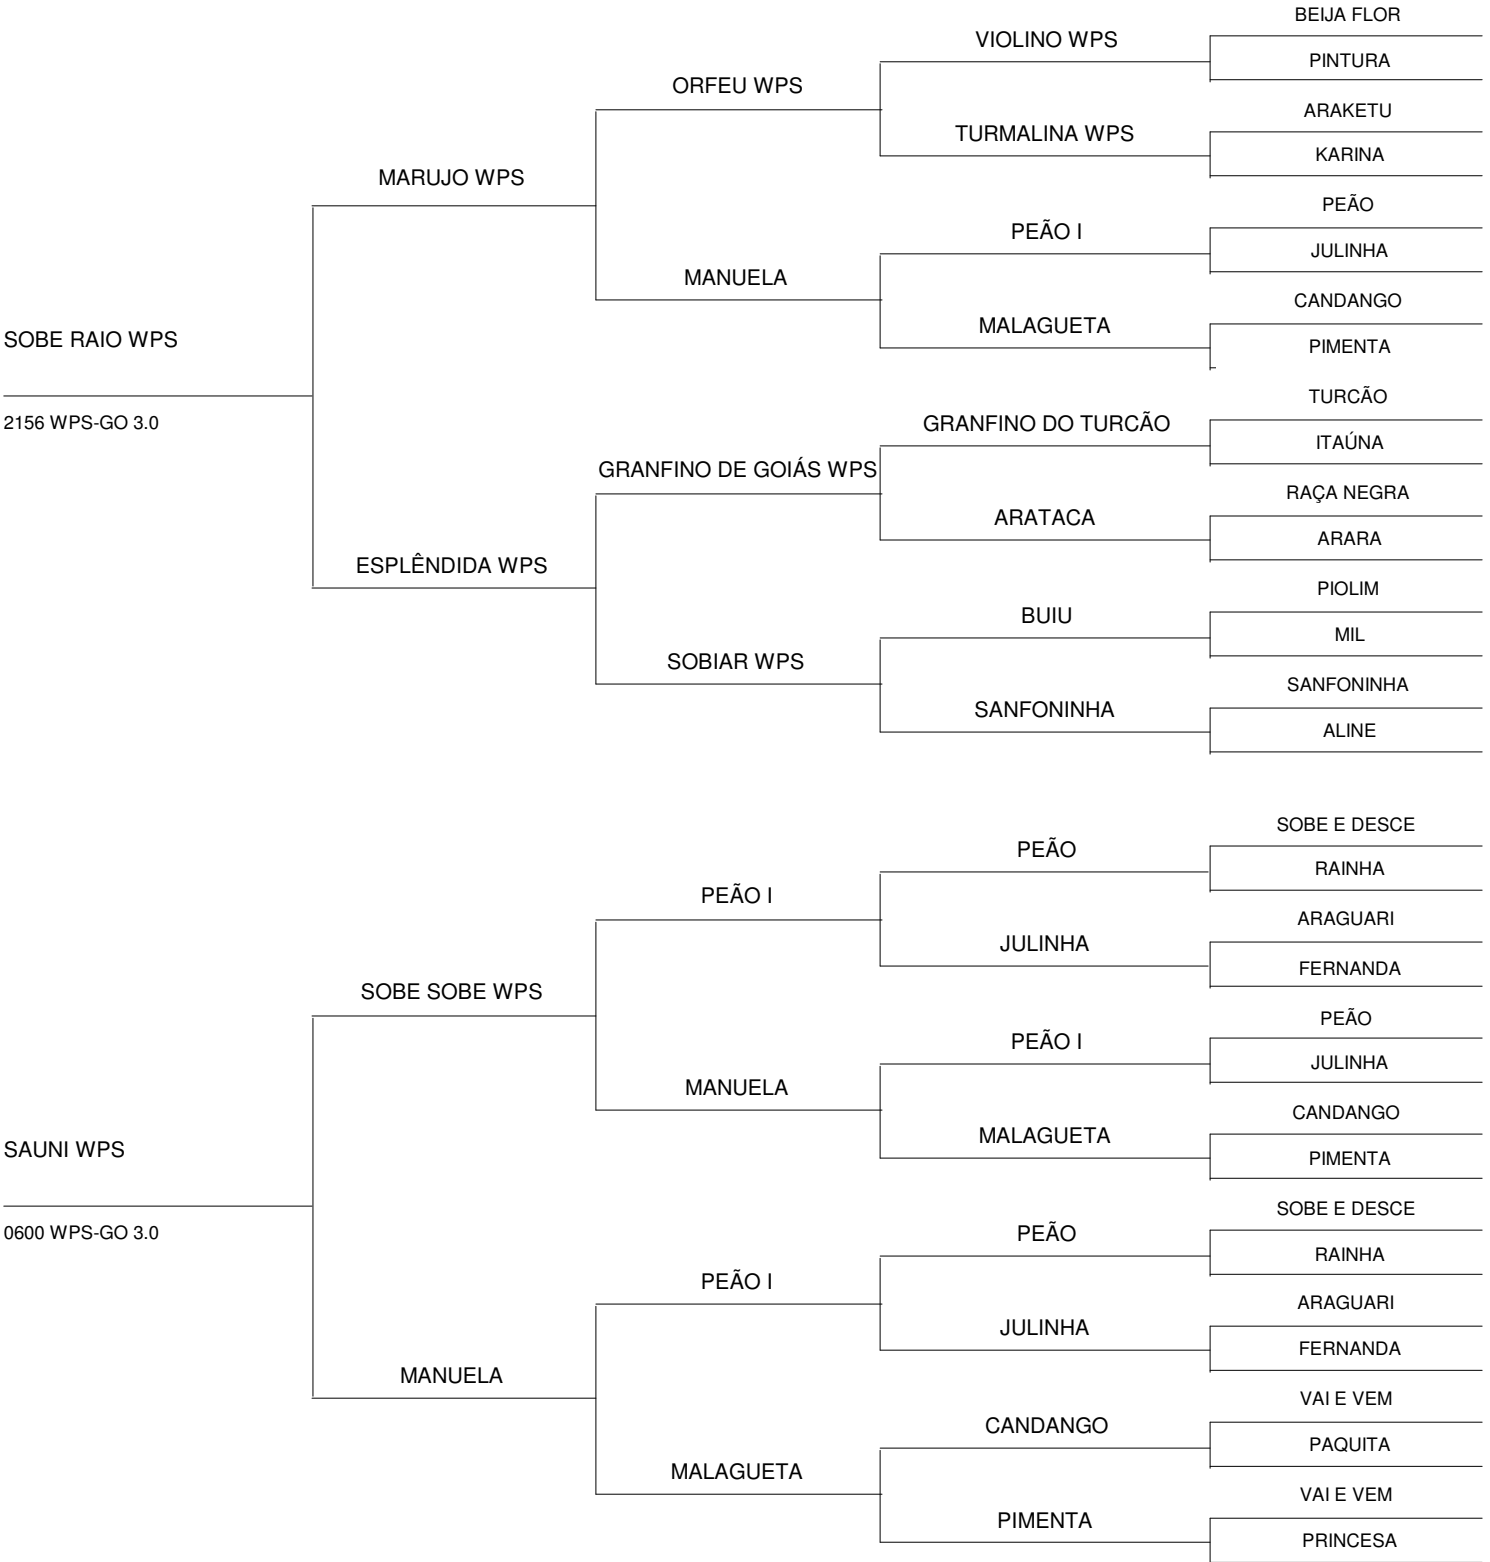 BEIJA FLOR
VIOLINO WPS
PINTURA
ORFEU WPS
ARAKETU
TURMALINA WPS
KARINA
MARUJO WPS
PEÃO
PEÃO I
JULINHA
MANUELA
CANDANGO
MALAGUETA
PIMENTA
SOBE RAIO WPS
2156 WPS-GO 3.0
TURCÃO
GRANFINO DO TURCÃO
ITAÚNA
GRANFINO DE GOIÁS WPS
RAÇA NEGRA
ARATACA
ARARA
ESPLÊNDIDA WPS
PIOLIM
BUIU
MIL
SOBIAR WPS
SANFONINHA
SANFONINHA
ALINE
SOBE E DESCE
PEÃO
RAINHA
PEÃO I
ARAGUARI
JULINHA
FERNANDA
SOBE SOBE WPS
PEÃO
PEÃO I
JULINHA
MANUELA
CANDANGO
MALAGUETA
PIMENTA
SAUNI WPS
0600 WPS-GO 3.0
SOBE E DESCE
PEÃO
RAINHA
PEÃO I
ARAGUARI
JULINHA
FERNANDA
MANUELA
VAI E VEM
CANDANGO
PAQUITA
MALAGUETA
VAI E VEM
PIMENTA
PRINCESA